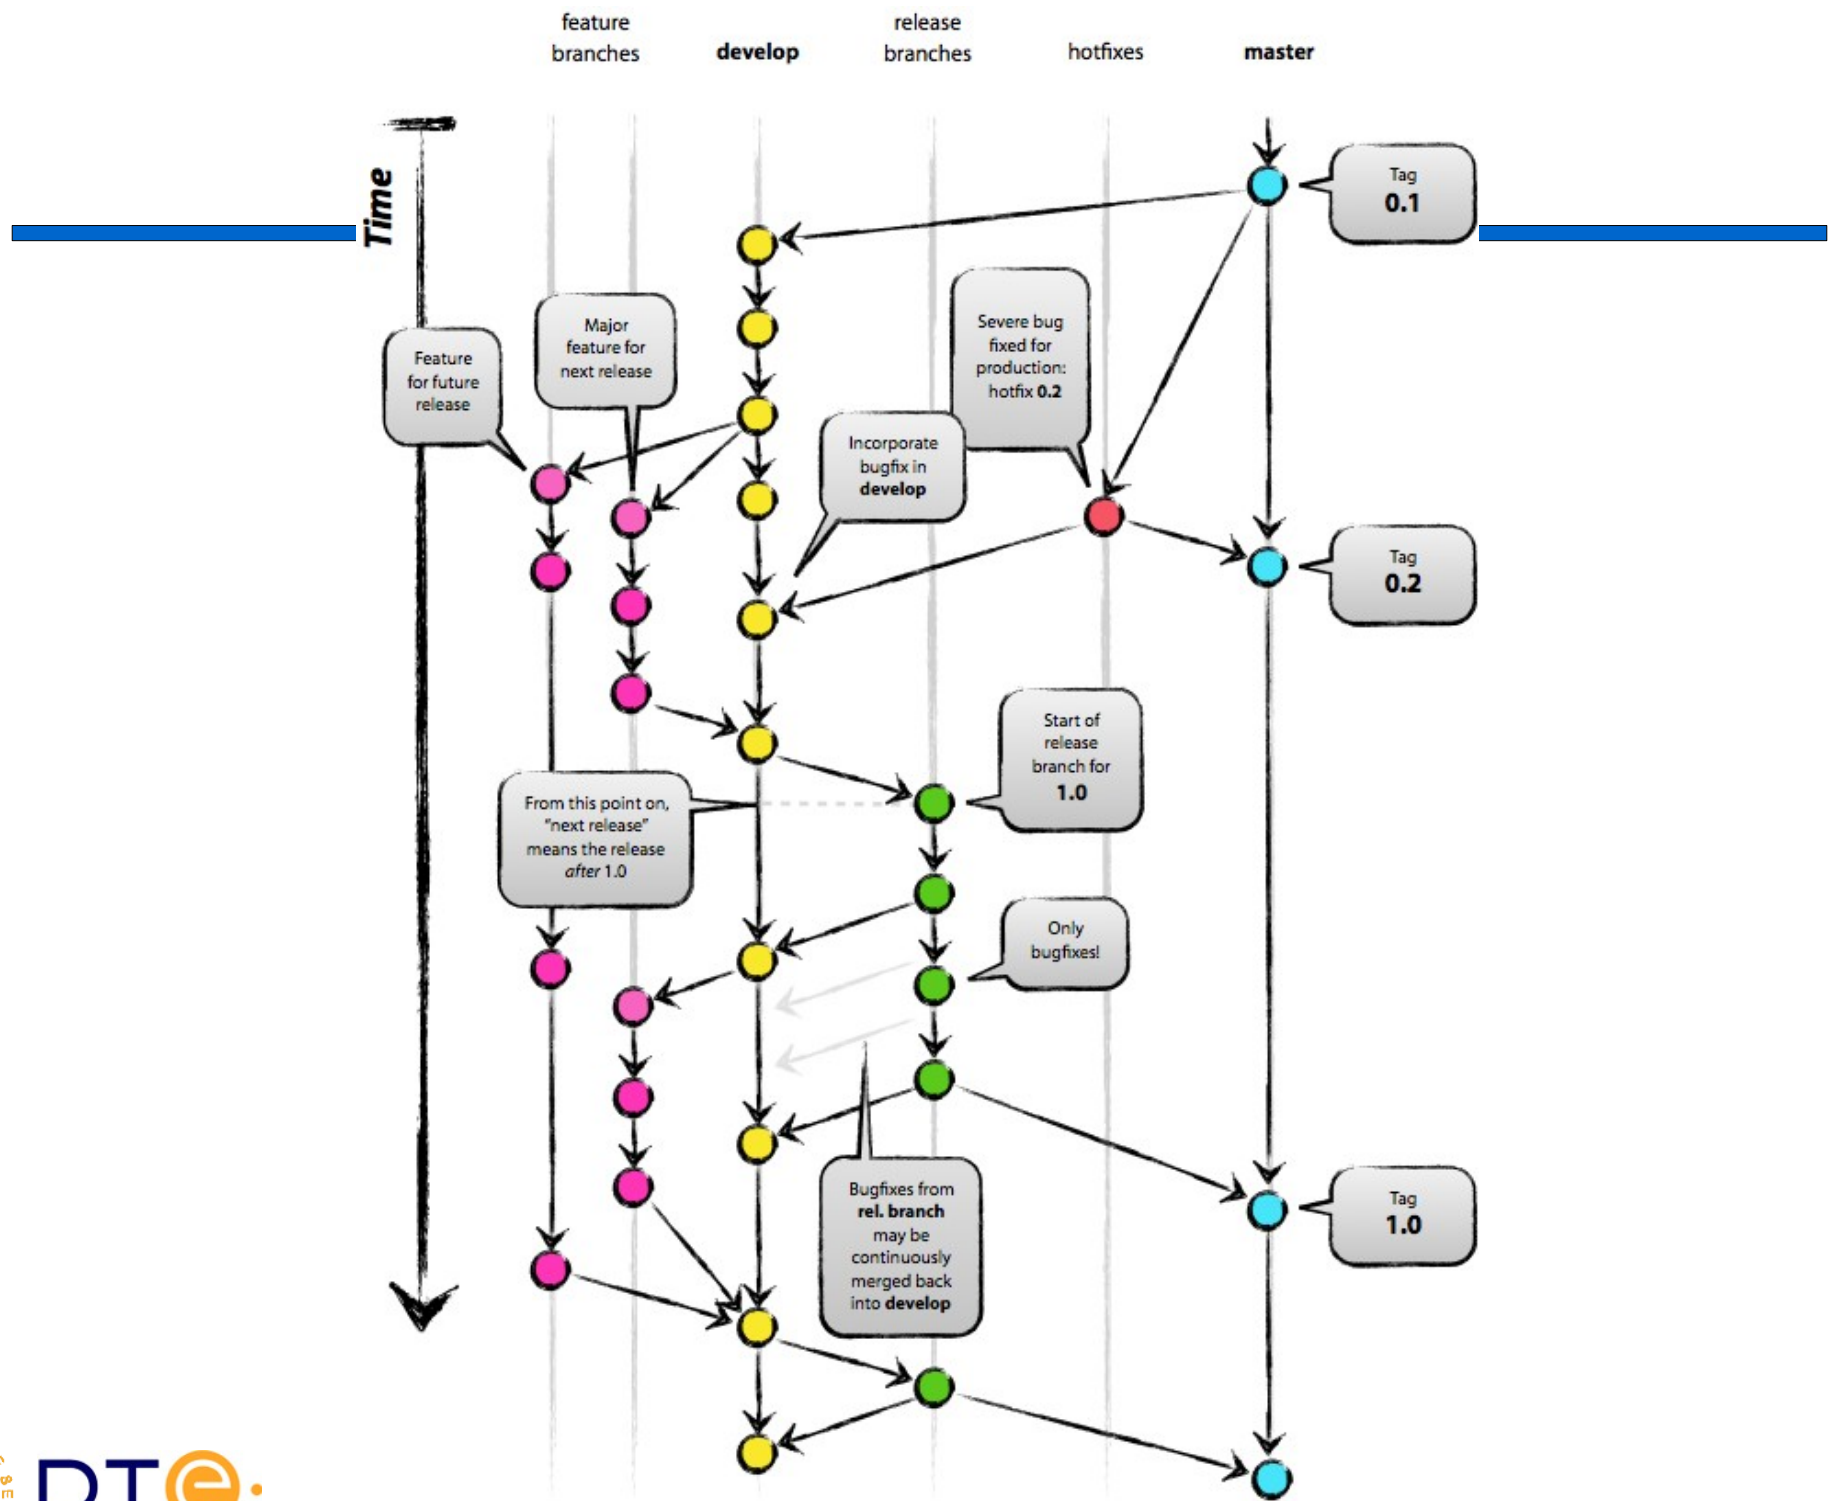 feature
branches
develop
release
branches
hotfixes
master
Time
Tag
0.1
Feature
for future
release
Major
feature for
next release
Severe bug
fixed for
production:
hotfix 0.2
Incorporate
bugfix in
develop
Tag
0.2
Start of
release
branch for
1.0
From this point on,
“next release”
means the release
after 1.0
Only
bugfixes!
Bugfixes from
rel. branch
may be
continuously
merged back
into develop
Tag
1.0
DTe